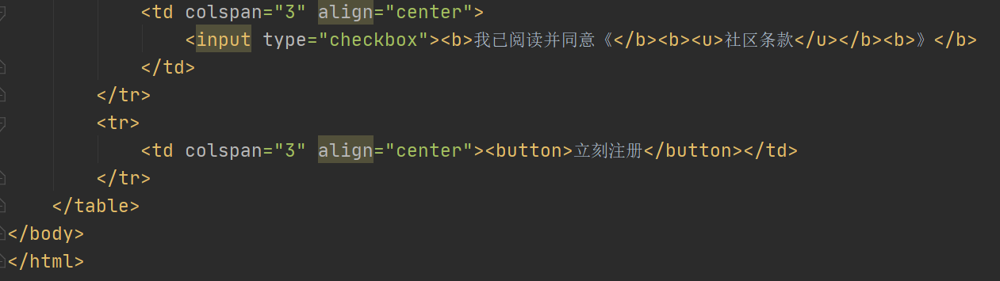 <td colspan="3" align="center">
<input type="checkbox"><b>我已阅读并同意《</b><b><u>社区条款</u></b><b>》</b>
</td>
</tr>
<tr>
<td colspan="3" align="center"><button>立刻注册</button></td>
</tr>
</table>
</body>
</html>